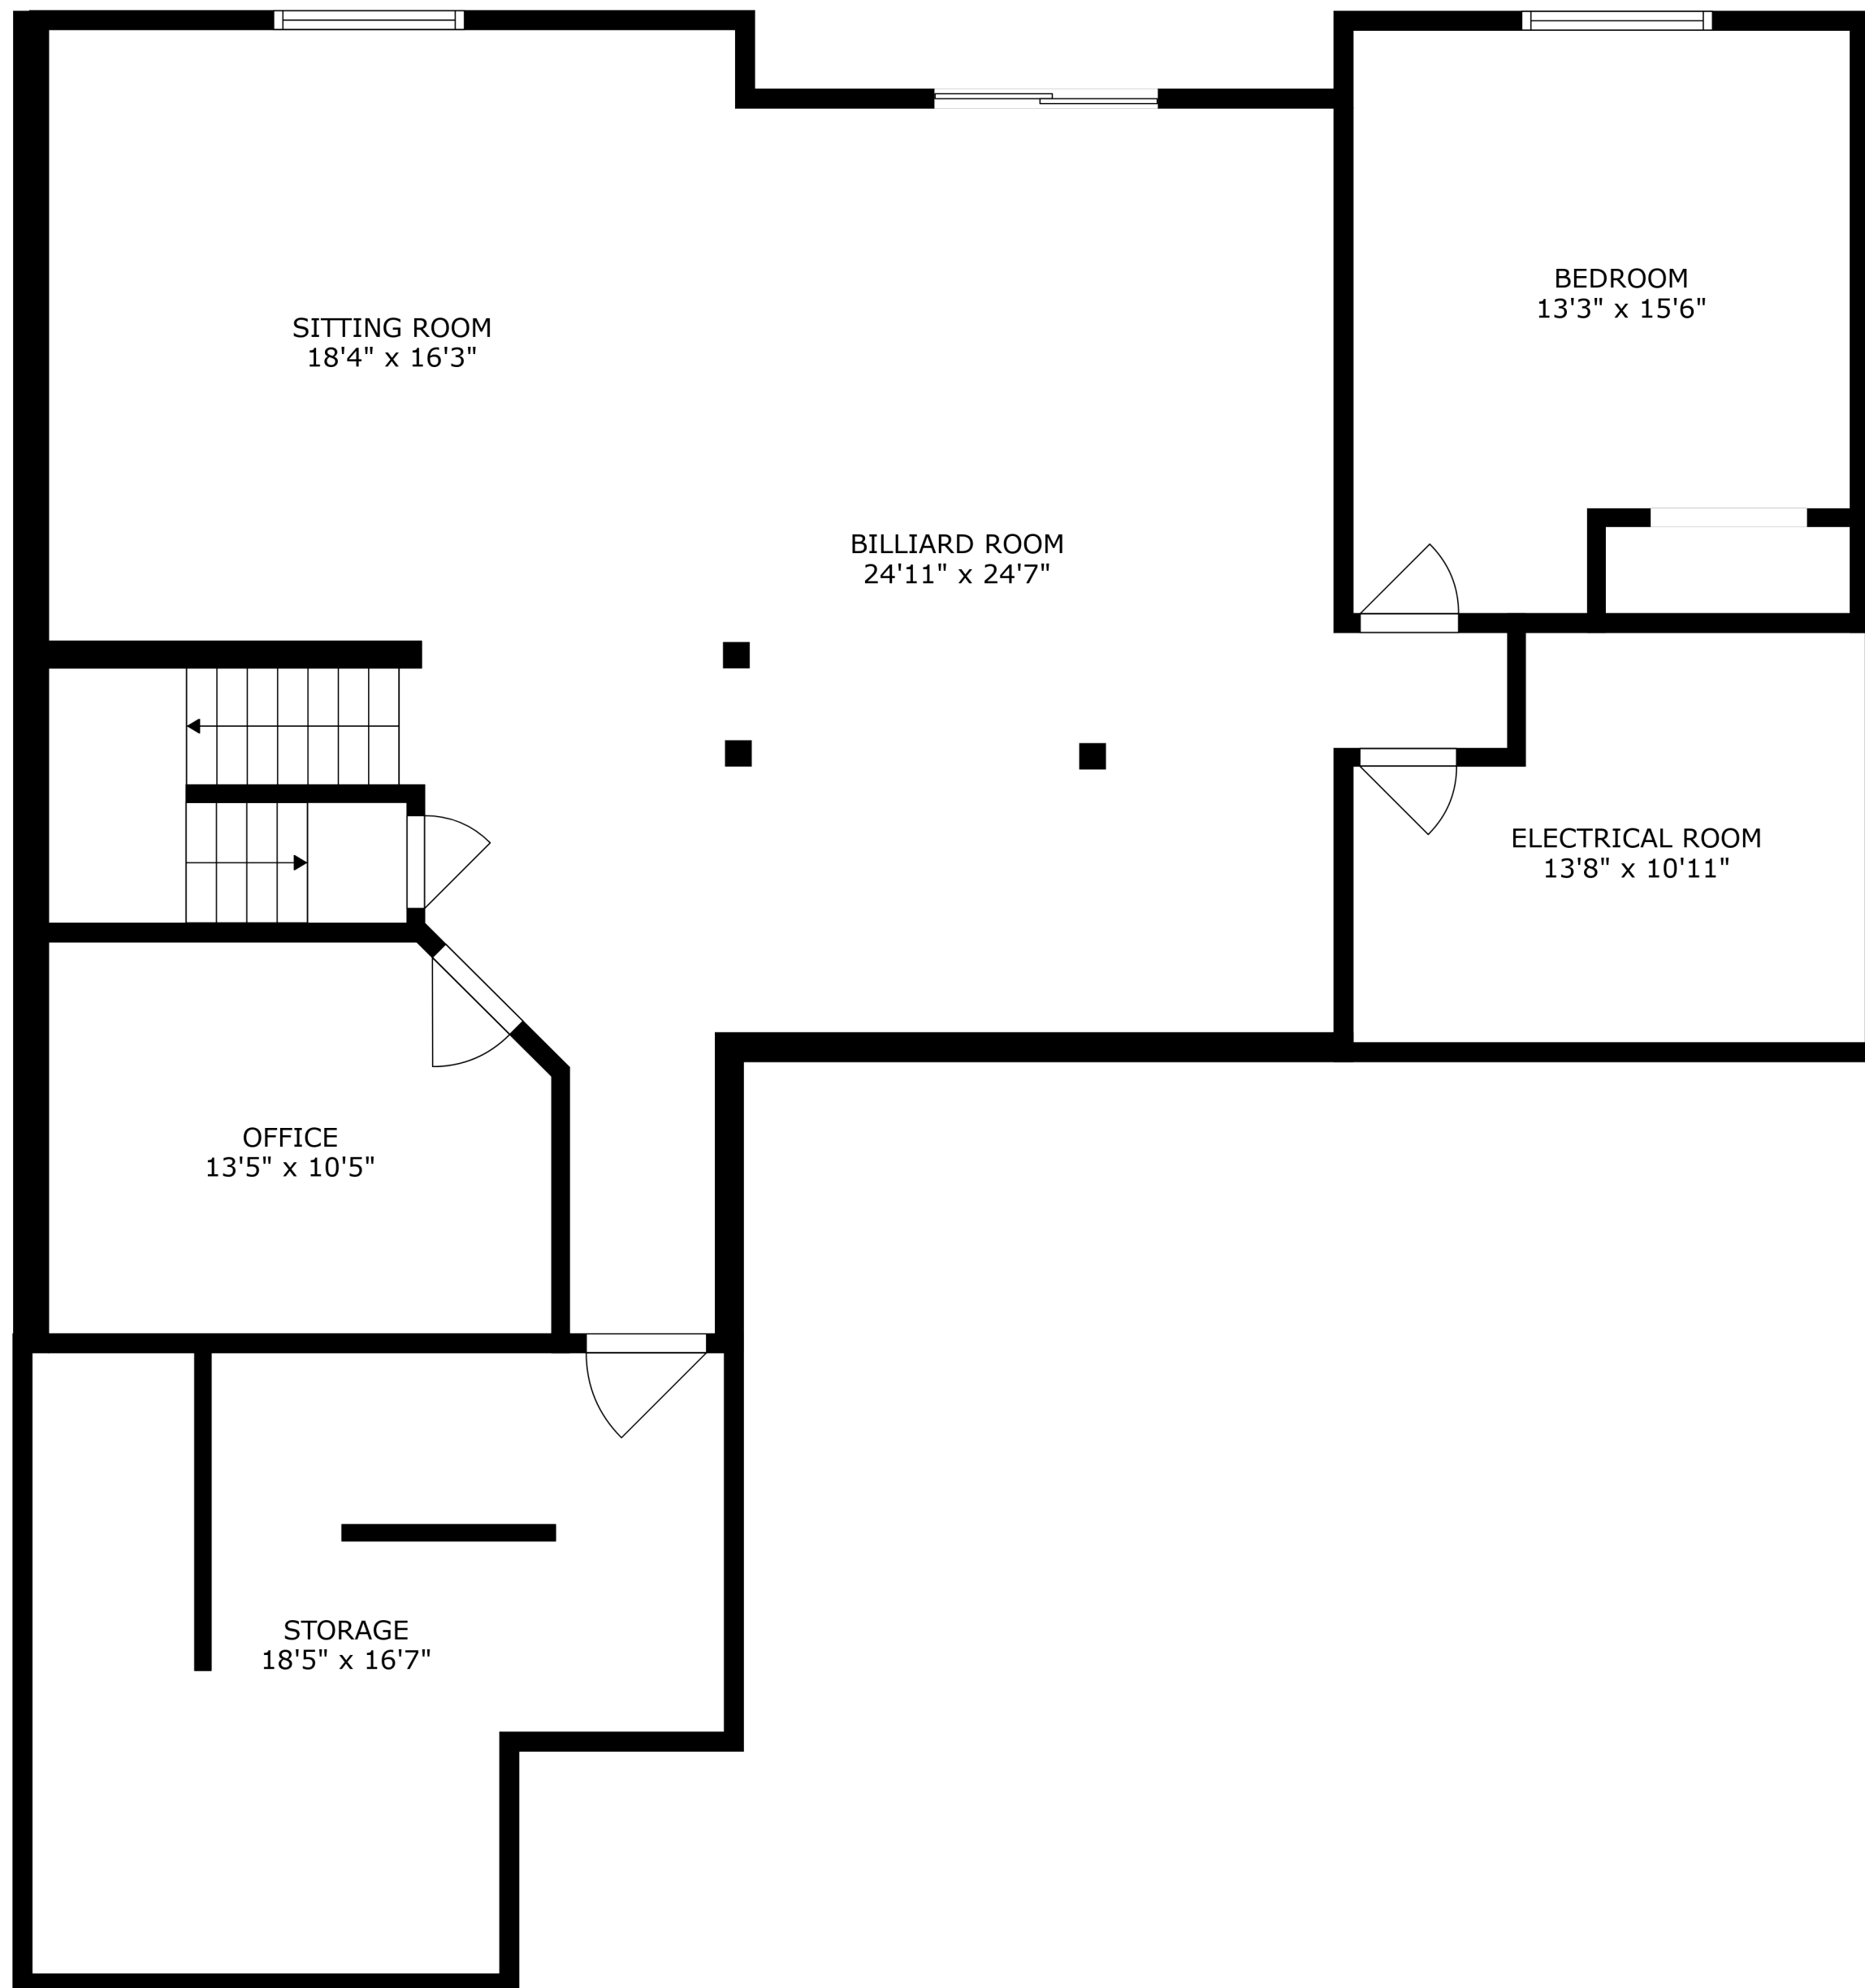 SITTING ROOM
18'4" x 16'3"
BEDROOM
13'3" x 15'6"
BILLIARD ROOM
24'11" x 24'7"
ELECTRICAL ROOM
13'8" x 10'11"
OFFICE
13'5" x 10'5"
STORAGE
18'5" x 16'7"